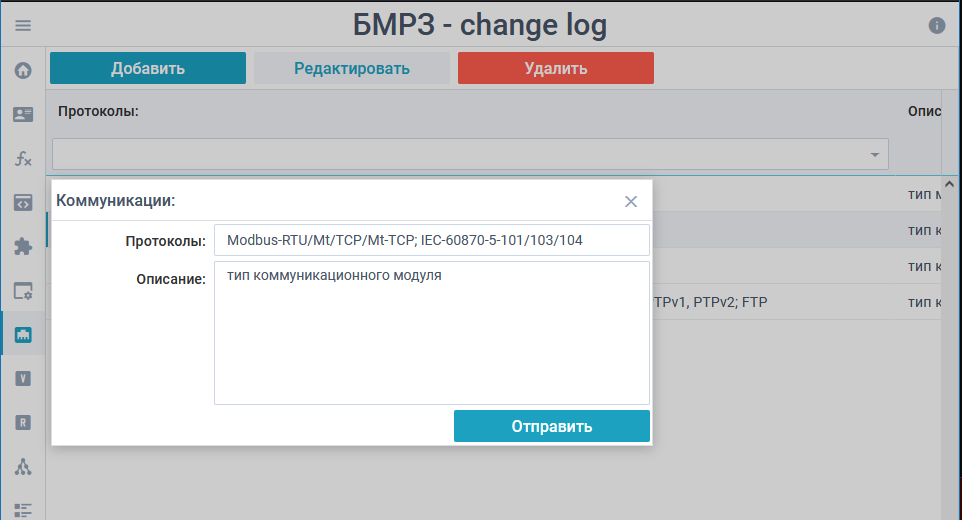 БМРЗ - change log
Добавить Редактировать Удалить
Протоколы: Опис
тип м
Коммуникации:
Протоколы: Modbus-RTU/Mt/TCP/Mt-TCP; IEC-60870-5-101/103/104
тип к
Описание: тип коммуникационного модуля
тип к
TPv1, PTPv2; FTP тип к
Отправить